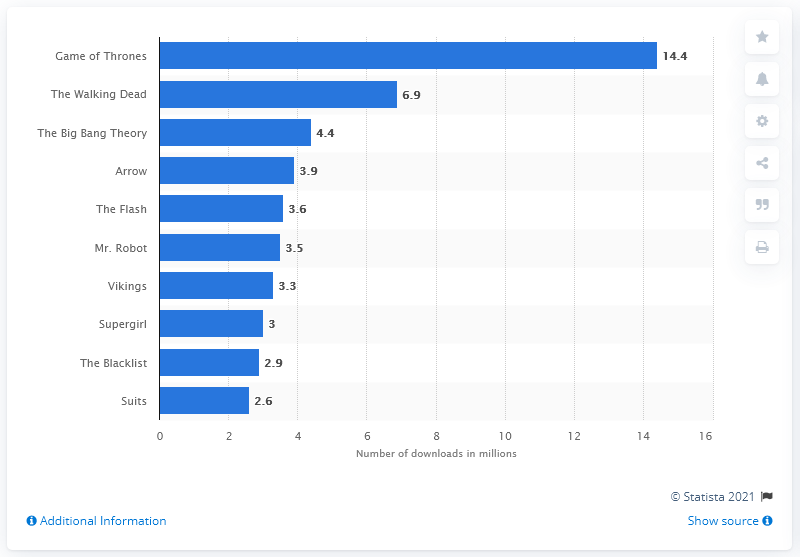 Game of Thrones 14.4
The Walking Dead 6.9
The Big Bang Theory 4.4
Arrow 3.9
The Flash 3.6
Mr. Robot 3.5
Vikings 3.3
Supergirl 3
The Blacklist 2.9
Suits 2.6
0 2 4 6 8 10 12 14 16
Number of downloads in millions
© Statista 2021
Additional Information Show source